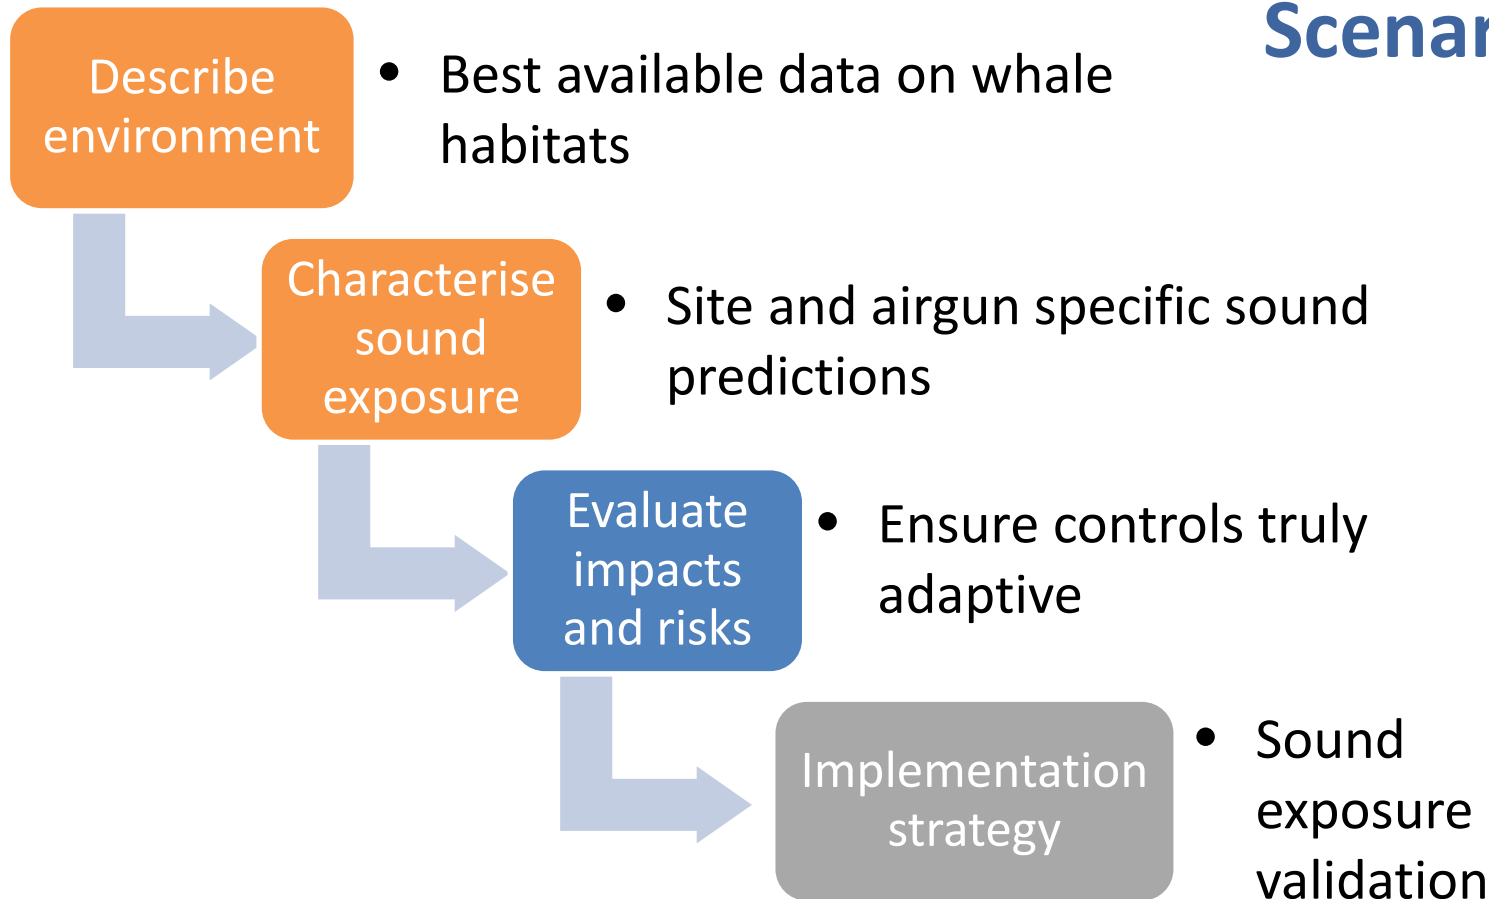 Scenar
Describe
environment
• Best available data on whale
habitats
Characterise
sound
exposure
• Site and airgun specific sound
predictions
Evaluate
impacts
and risks
• Ensure controls truly
adaptive
Implementation
strategy
• Sound
exposure
validation